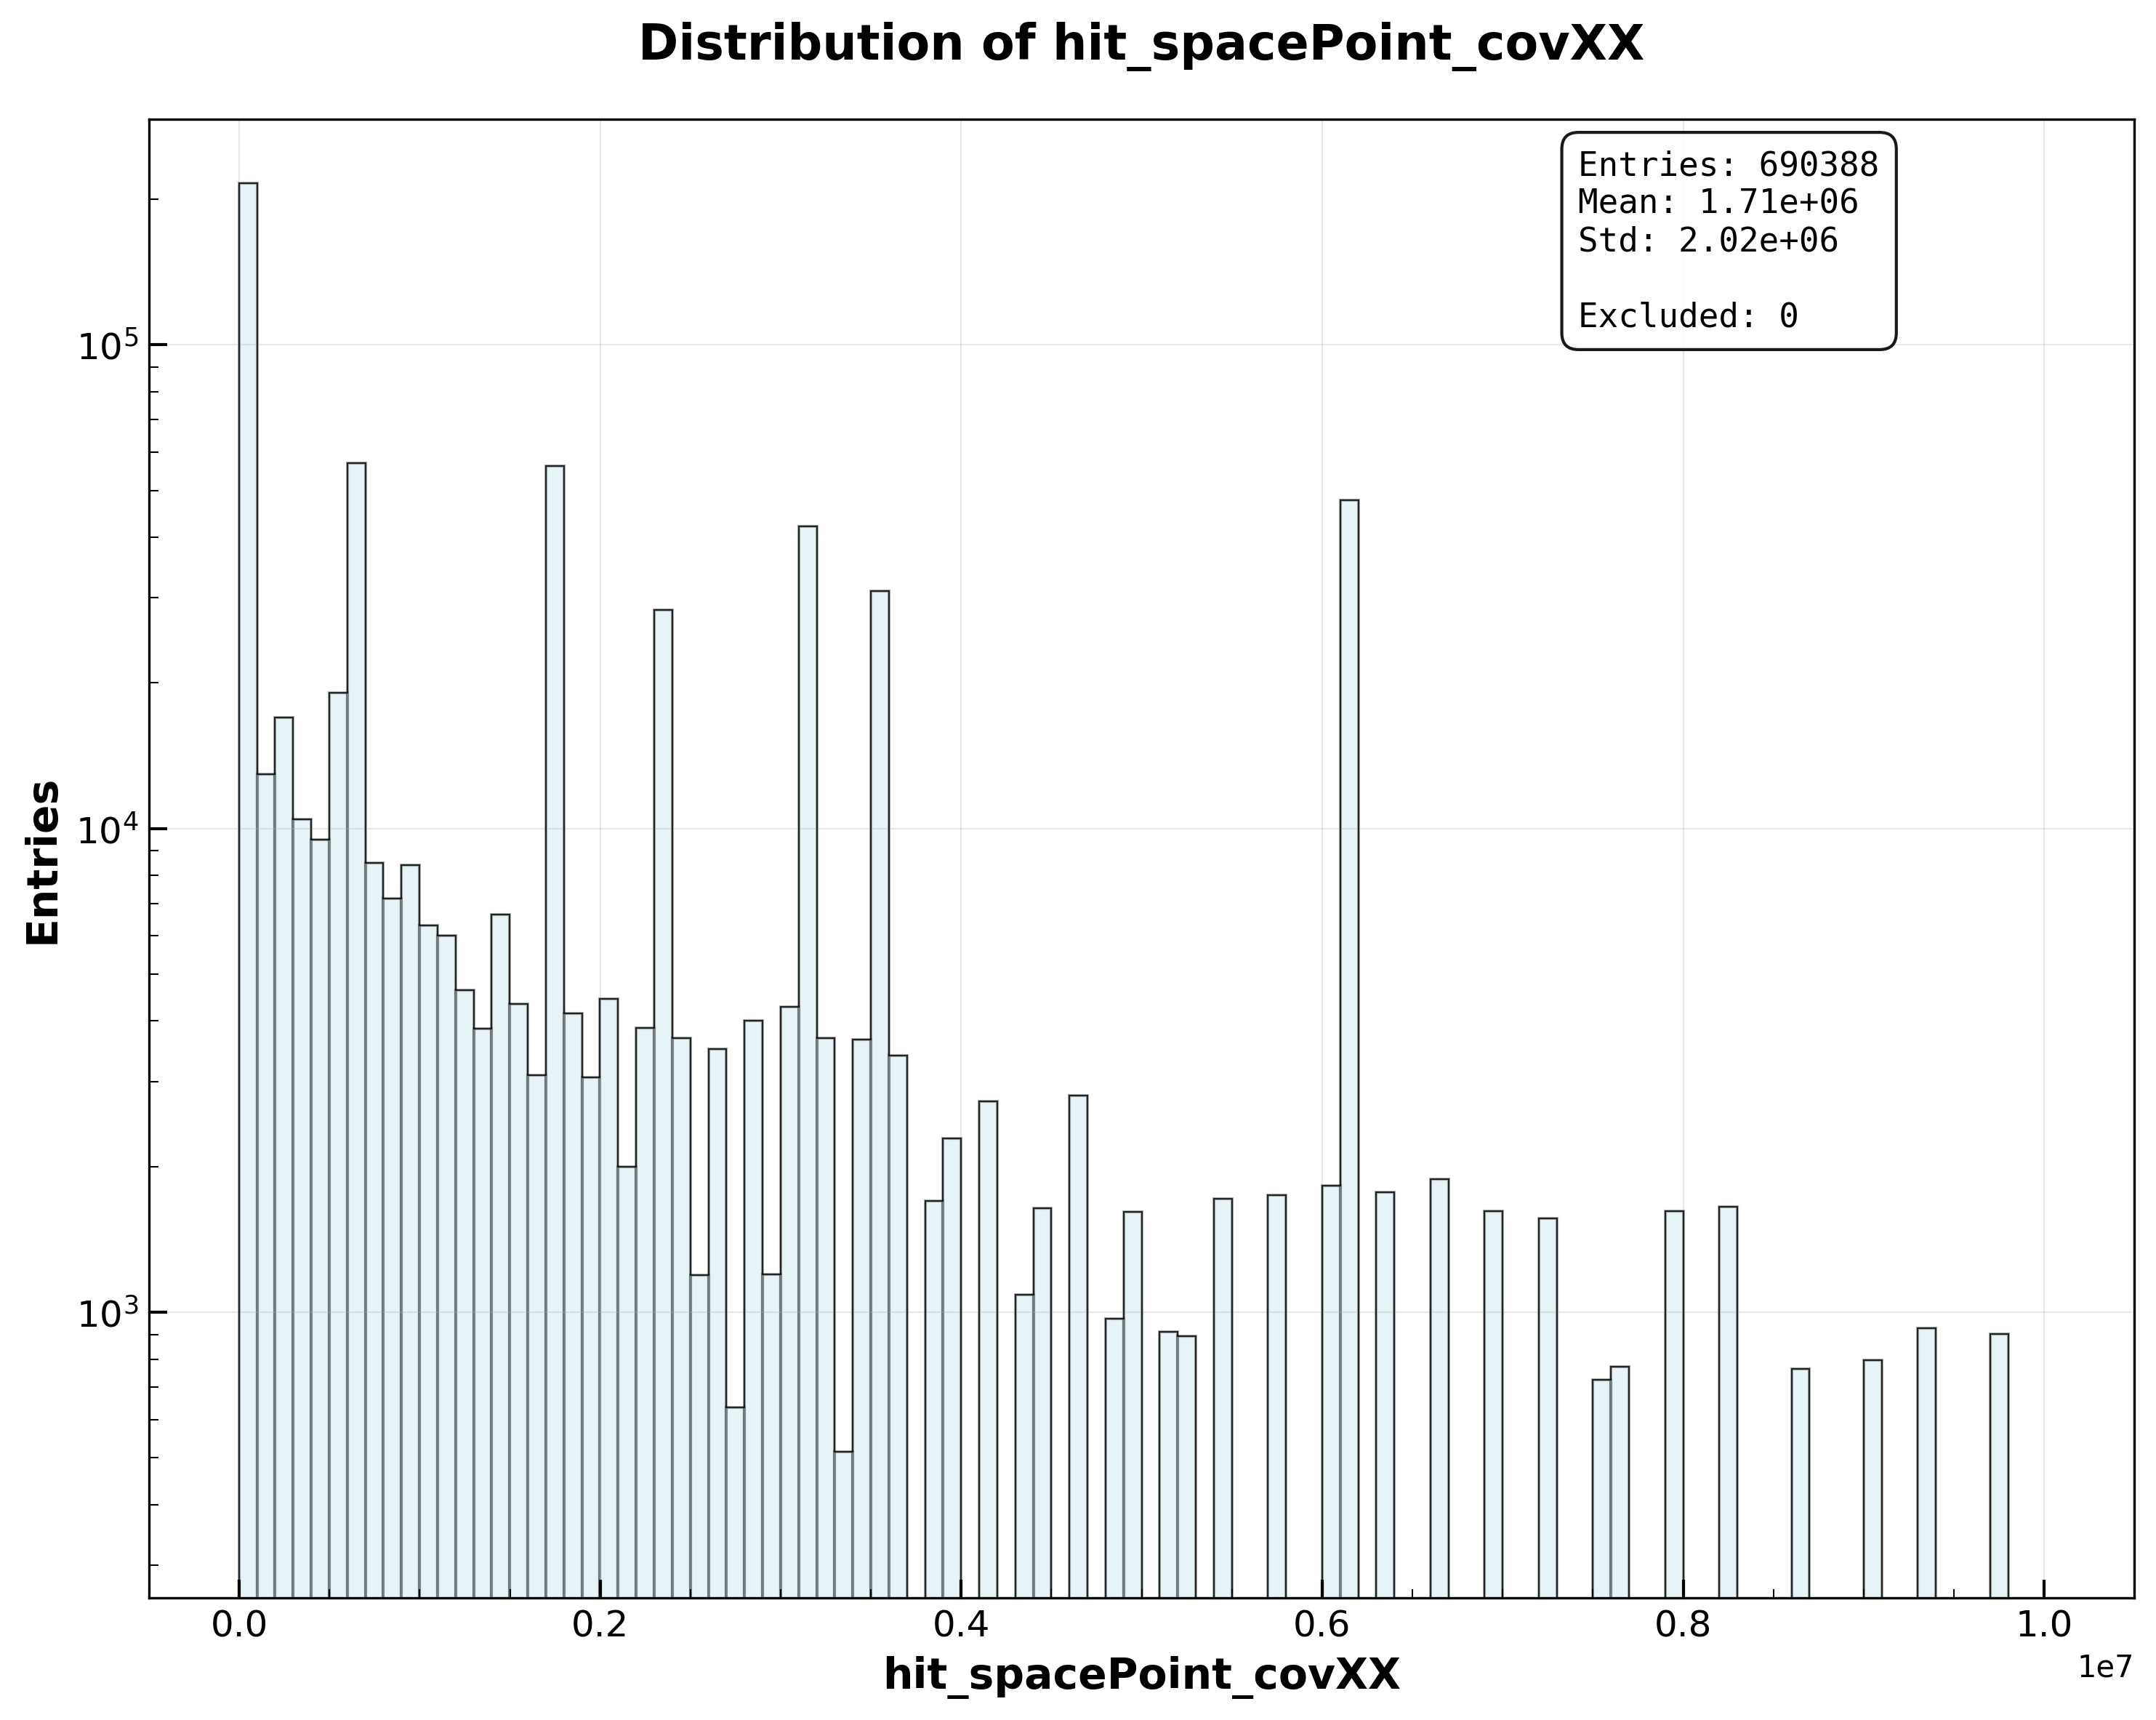 Distribution of hit_spacePoint_covXX
Entries: 690388
Mean: 1.71e+06
Std: 2.02e+06
Excluded: 0
10^5
10^4
10^3
Entries
0.0 0.2 0.4 0.6 0.8 1.0
1e7
hit_spacePoint_covXX